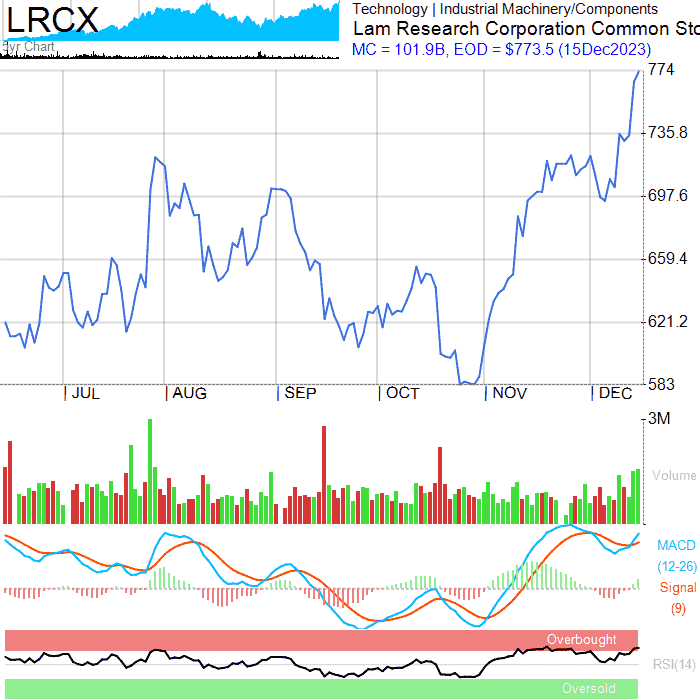 LRCX
5yr Chart
Technology | Industrial Machinery/Components
Lam Research Corporation Common Sto
MC = 101.9B, EOD = $773.5 (15Dec2023)
774
735.8
697.6
659.4
621.2
583
| JUL | AUG | SEP | OCT | NOV | DEC
3M
Volume
MACD
(12-26)
Signal
(9)
Overbought
RSI(14)
Oversold